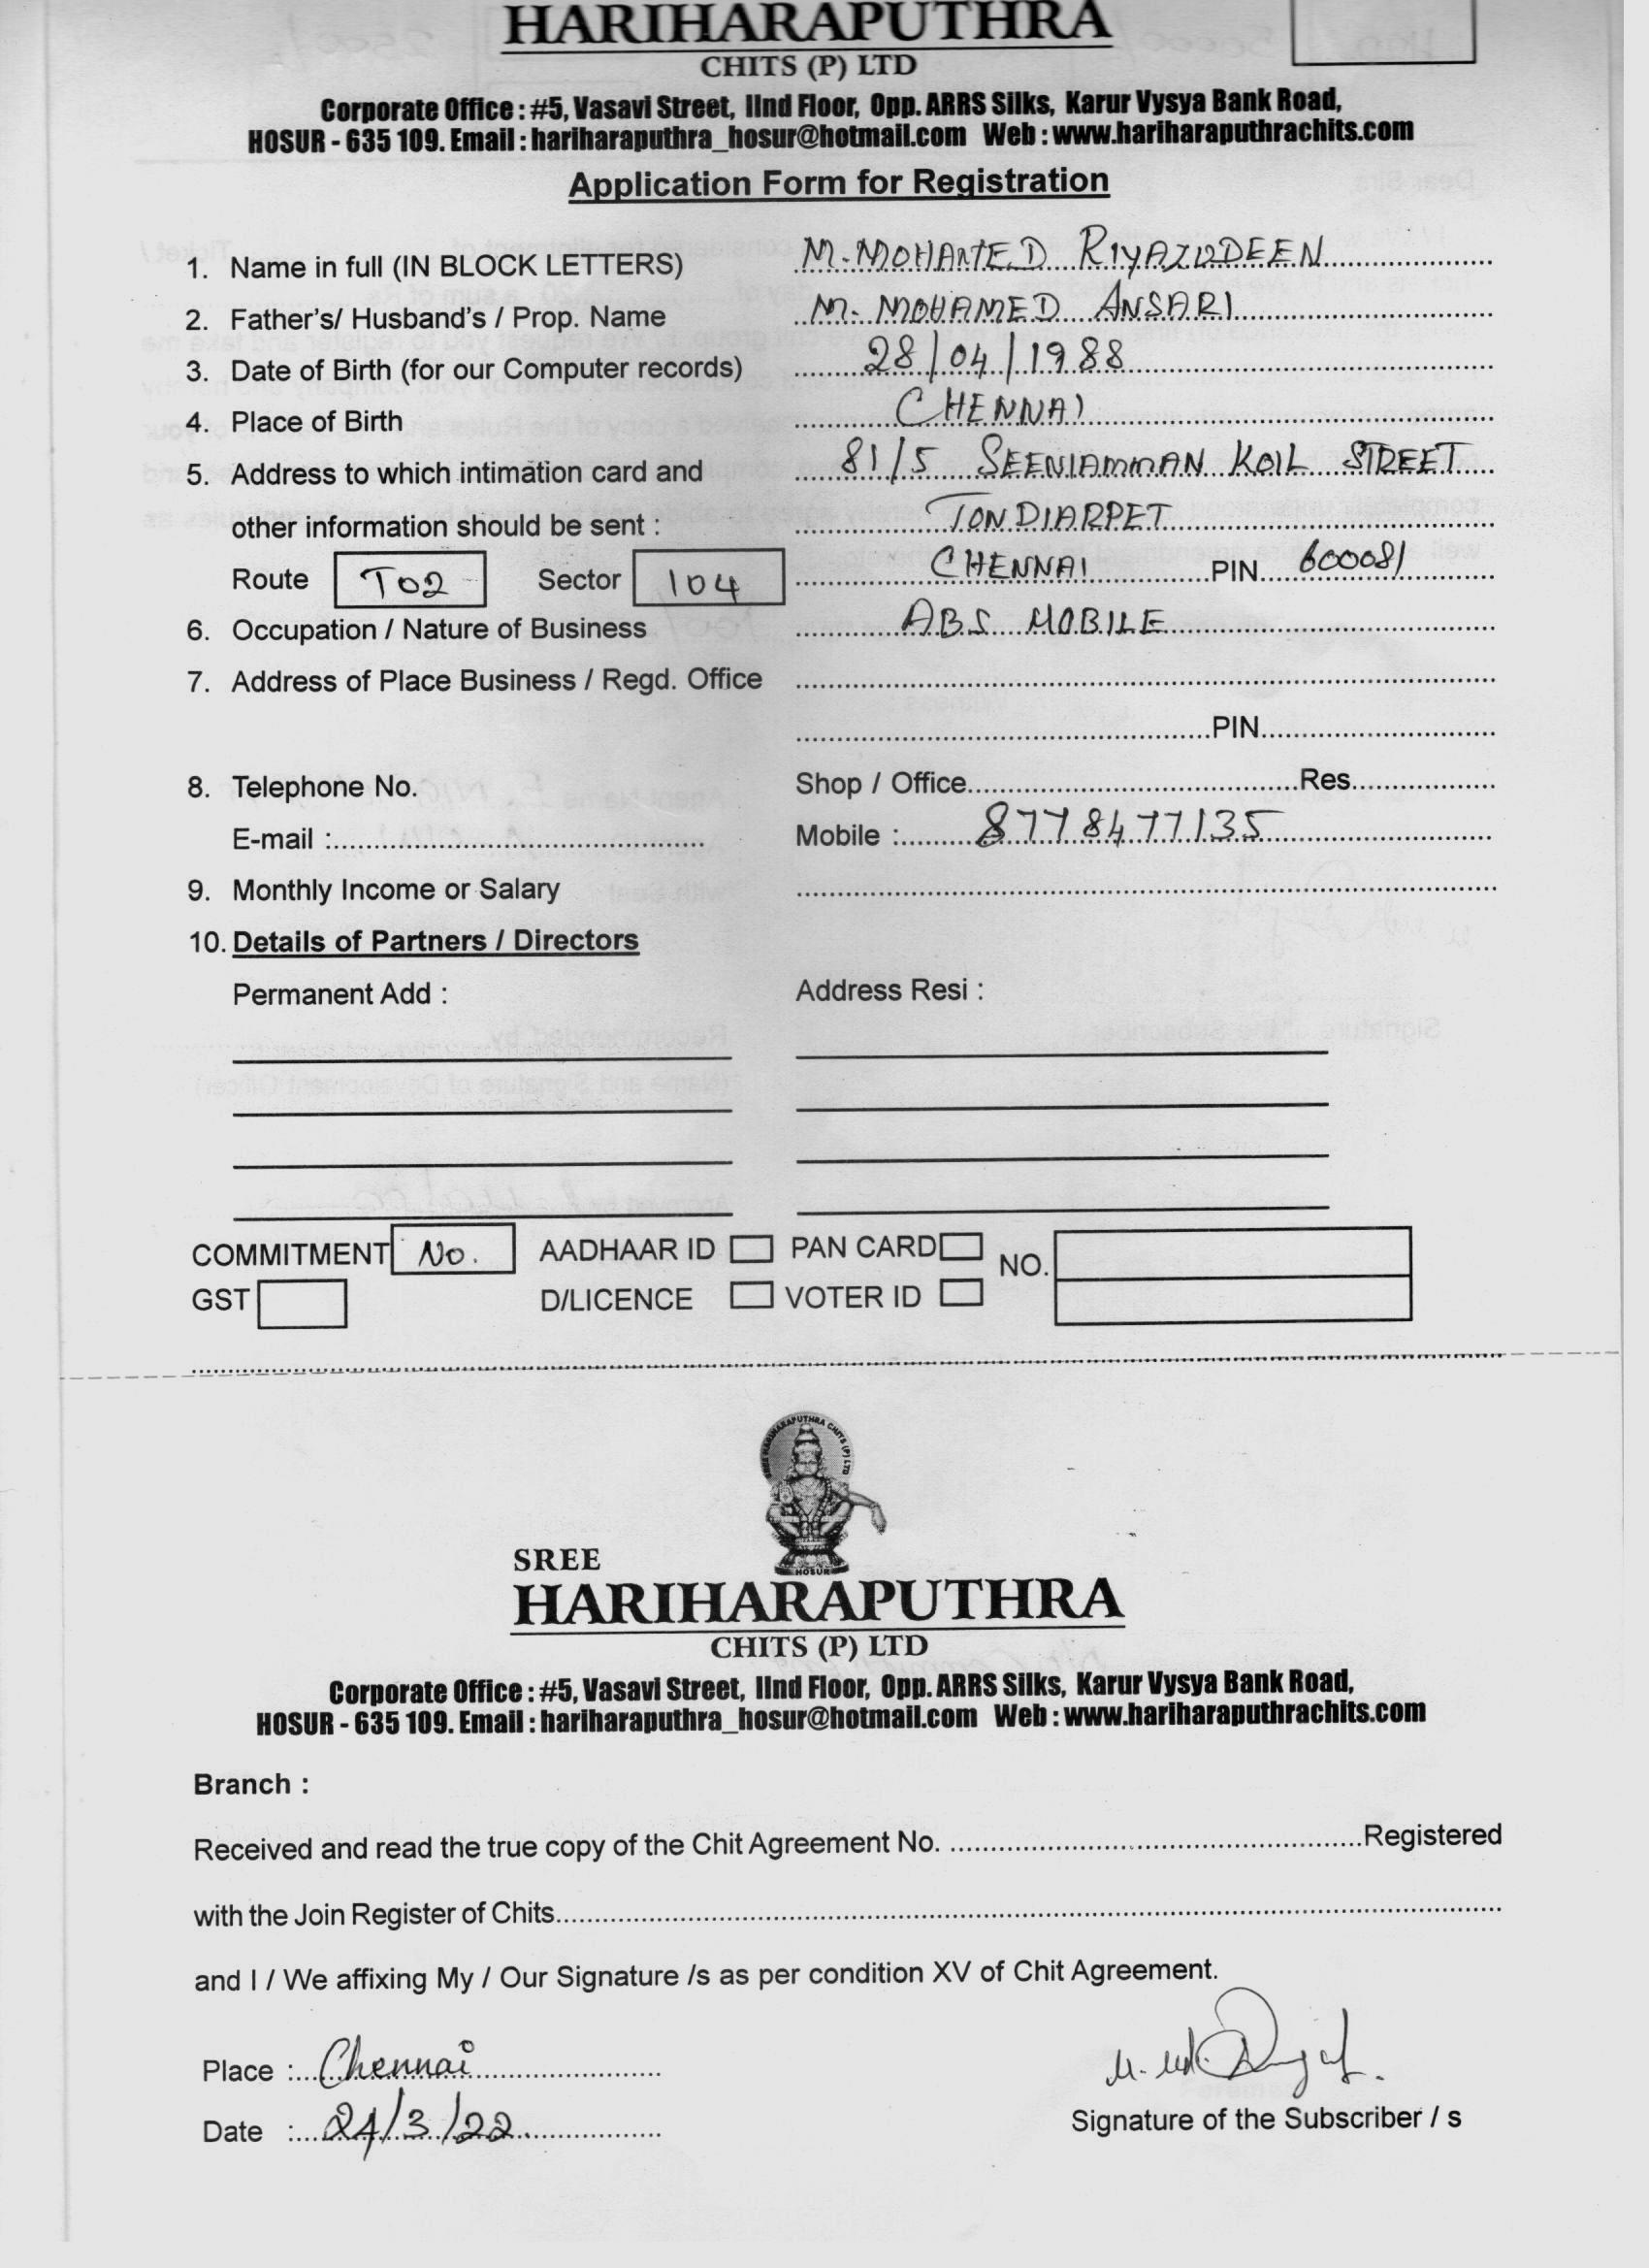 HARIHARAPUTHRA
CHITS (P) LTD
Corporate Office : #5, Vasavi Street, IInd Floor, Opp. ARRS Silks, Karur Vysya Bank Road,
HOSUR - 635 109. Email : hariharaputhra_hosur@hotmail.com Web : www.hariharaputhrachits.com
Application Form for Registration
1. Name in full (IN BLOCK LETTERS) M. MOHAMED RIYAZUDEEN
2. Father's/ Husband's / Prop. Name M. MOHAMED ANSARI
3. Date of Birth (for our Computer records) 28/04/1988
4. Place of Birth CHENNAI
5. Address to which intimation card and 81/5 SEENIAMMAN KOIL STREET
other information should be sent : TONDIARPET
Route T02 Sector 104 CHENNAI PIN 600081
6. Occupation / Nature of Business ABS MOBILE
7. Address of Place Business / Regd. Office
PIN
8. Telephone No. Shop / Office Res
E-mail : Mobile : 8778477135
9. Monthly Income or Salary
10. Details of Partners / Directors
Permanent Add : Address Resi :
COMMITMENT No. AADHAAR ID PAN CARD NO.
GST D/LICENCE VOTER ID
SREE HARIHARAPUTHRA CHITS (P) LTD
HOSUR
SREE
HARIHARAPUTHRA
CHITS (P) LTD
Corporate Office : #5, Vasavi Street, IInd Floor, Opp. ARRS Silks, Karur Vysya Bank Road,
HOSUR - 635 109. Email : hariharaputhra_hosur@hotmail.com Web : www.hariharaputhrachits.com
Branch :
Received and read the true copy of the Chit Agreement No. Registered
with the Join Register of Chits
and I / We affixing My / Our Signature /s as per condition XV of Chit Agreement.
Place : Chennai
Date : 24/3/22
Signature of the Subscriber / s